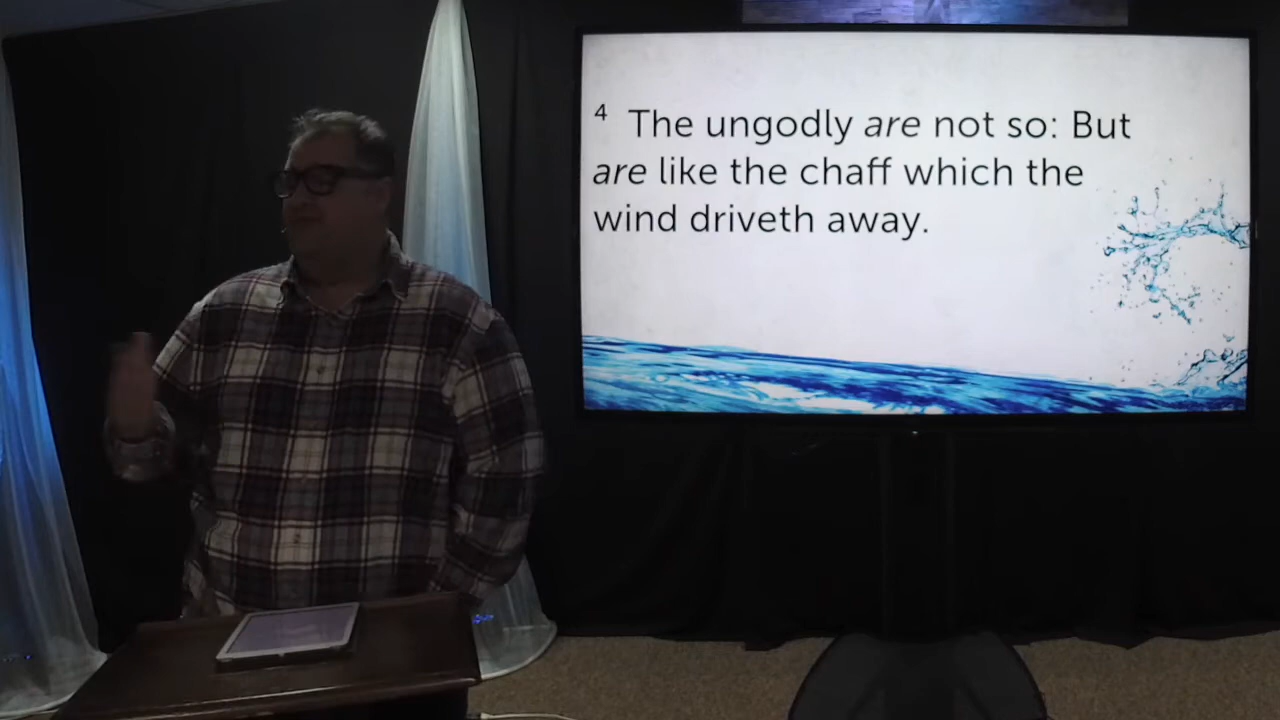 4 The ungodly are not so: But
are like the chaff which the
wind driveth away.